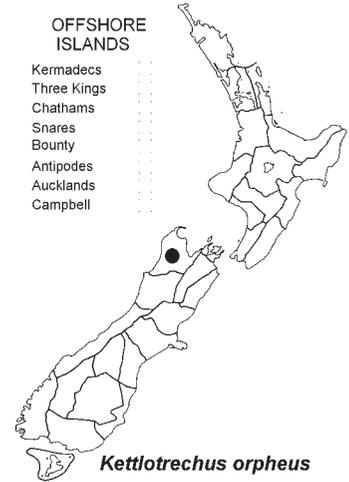 OFFSHORE
ISLANDS
Kermadecs
Three Kings
Chathams
Snares
Bounty
Antipodes
Aucklands
Campbell
Kettlotrechus orpheus